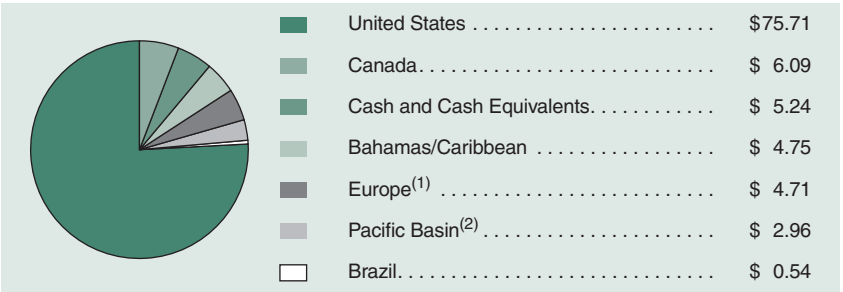 United States . . . . . . . . . . . . . . . . . . . . . . . $75.71
Canada. . . . . . . . . . . . . . . . . . . . . . . . . . . . $ 6.09
Cash and Cash Equivalents. . . . . . . . . . . . $ 5.24
Bahamas/Caribbean . . . . . . . . . . . . . . . . . $ 4.75
Europe(1) . . . . . . . . . . . . . . . . . . . . . . . . . . $ 4.71
Pacific Basin(2) . . . . . . . . . . . . . . . . . . . . . . $ 2.96
Brazil. . . . . . . . . . . . . . . . . . . . . . . . . . . . . . $ 0.54